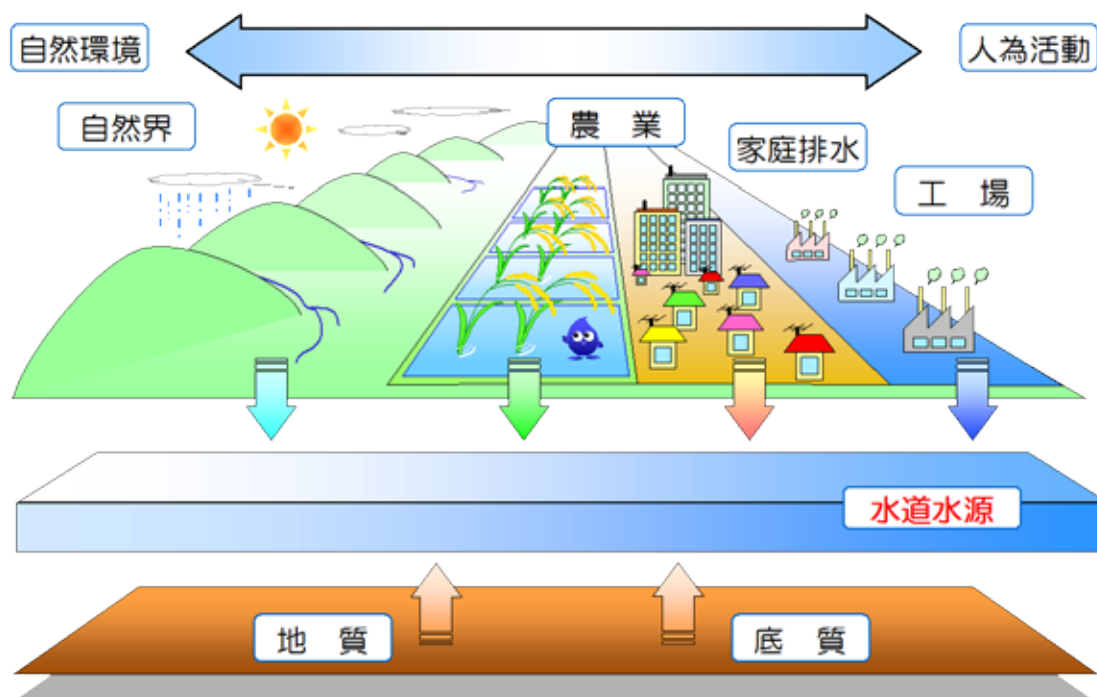 自然環境
人為活動
自然界
農　業
家庭排水
工　場
水道水源
地　質
底　質